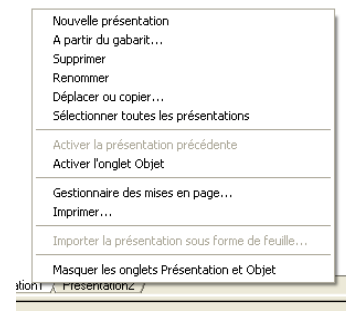 Nouvelle présentation
A partir du gabarit...
Supprimer
Renommer
Déplacer ou copier...
Sélectionner toutes les présentations
Activer la présentation précédente
Activer l'onglet Objet
Gestionnaire des mises en page...
Imprimer...
Importer la présentation sous forme de feuille...
Masquer les onglets Présentation et Objet
ation1 / Présentation2 /